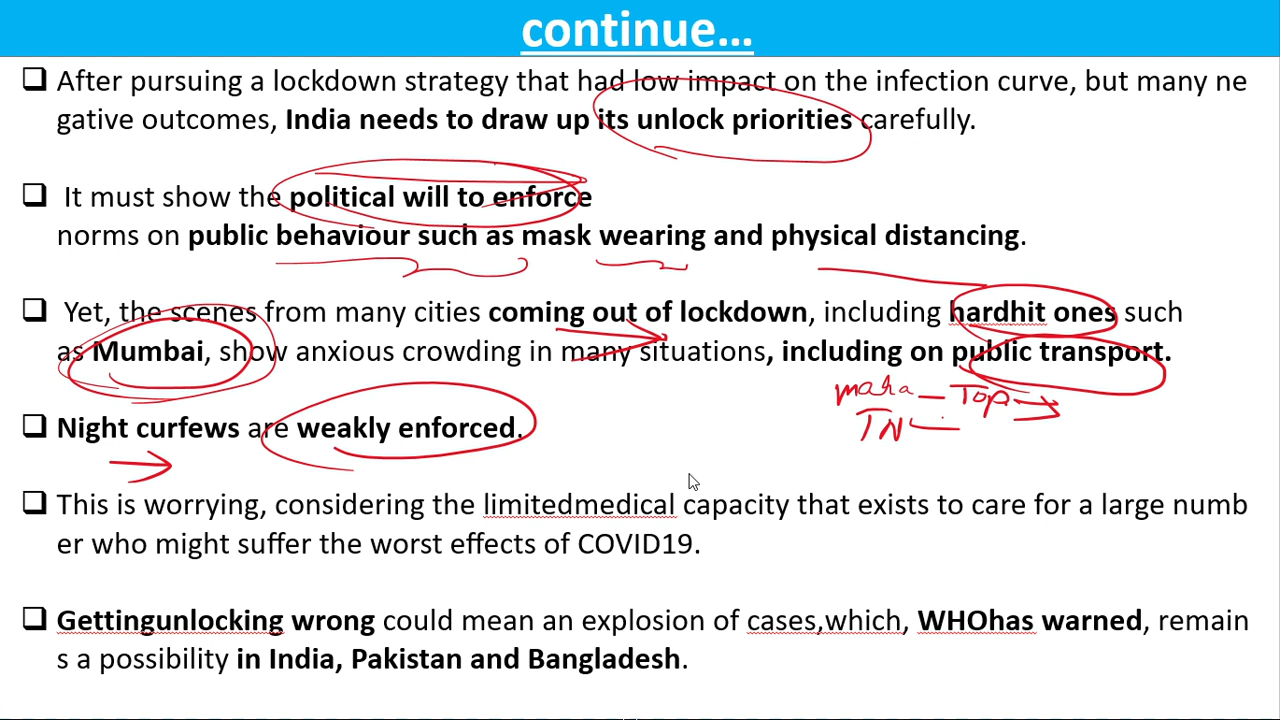 continue...
❑ After pursuing a lockdown strategy that had low impact on the infection curve, but many ne
gative outcomes, India needs to draw up its unlock priorities carefully.
❑ It must show the political will to enforce
norms on public behaviour such as mask wearing and physical distancing.
❑ Yet, the scenes from many cities coming out of lockdown, including hardhit ones such
as Mumbai, show anxious crowding in many situations, including on public transport.
maha – Top →
❑ Night curfews are weakly enforced.
TN
❑ This is worrying, considering the limitedmedical capacity that exists to care for a large numb
er who might suffer the worst effects of COVID19.
❑ Gettingunlocking wrong could mean an explosion of cases,which, WHOhas warned, remain
s a possibility in India, Pakistan and Bangladesh.